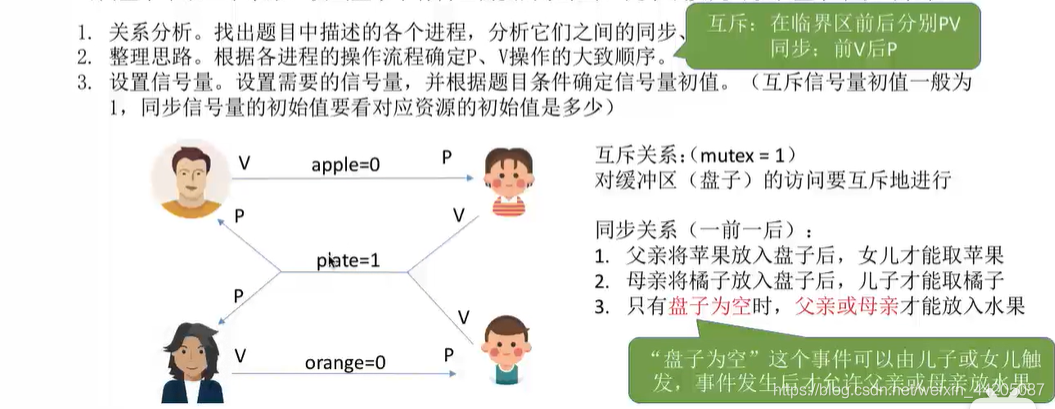 1. 关系分析。找出题目中描述的各个进程,分析它们之间的同步、
互斥:在临界区前后分别PV
同步:前V后P
2. 整理思路。根据各进程的操作流程确定P、V操作的大致顺序。
3. 设置信号量。设置需要的信号量,并根据题目条件确定信号量初值。(互斥信号量初值一般为
1,同步信号量的初始值要看对应资源的初始值是多少)
V
apple=0
P
P
V
plate=1
P
V
V
orange=0
P
互斥关系:(mutex = 1)
对缓冲区(盘子)的访问要互斥地进行
同步关系(一前一后):
1. 父亲将苹果放入盘子后,女儿才能取苹果
2. 母亲将橘子放入盘子后,儿子才能取橘子
3. 只有盘子为空时,父亲或母亲才能放入水果
“盘子为空”这个事件可以由儿子或女儿触
发,事件发生后才允许父亲或母亲放水果
https://blog.csdn.net/weixin_44205087